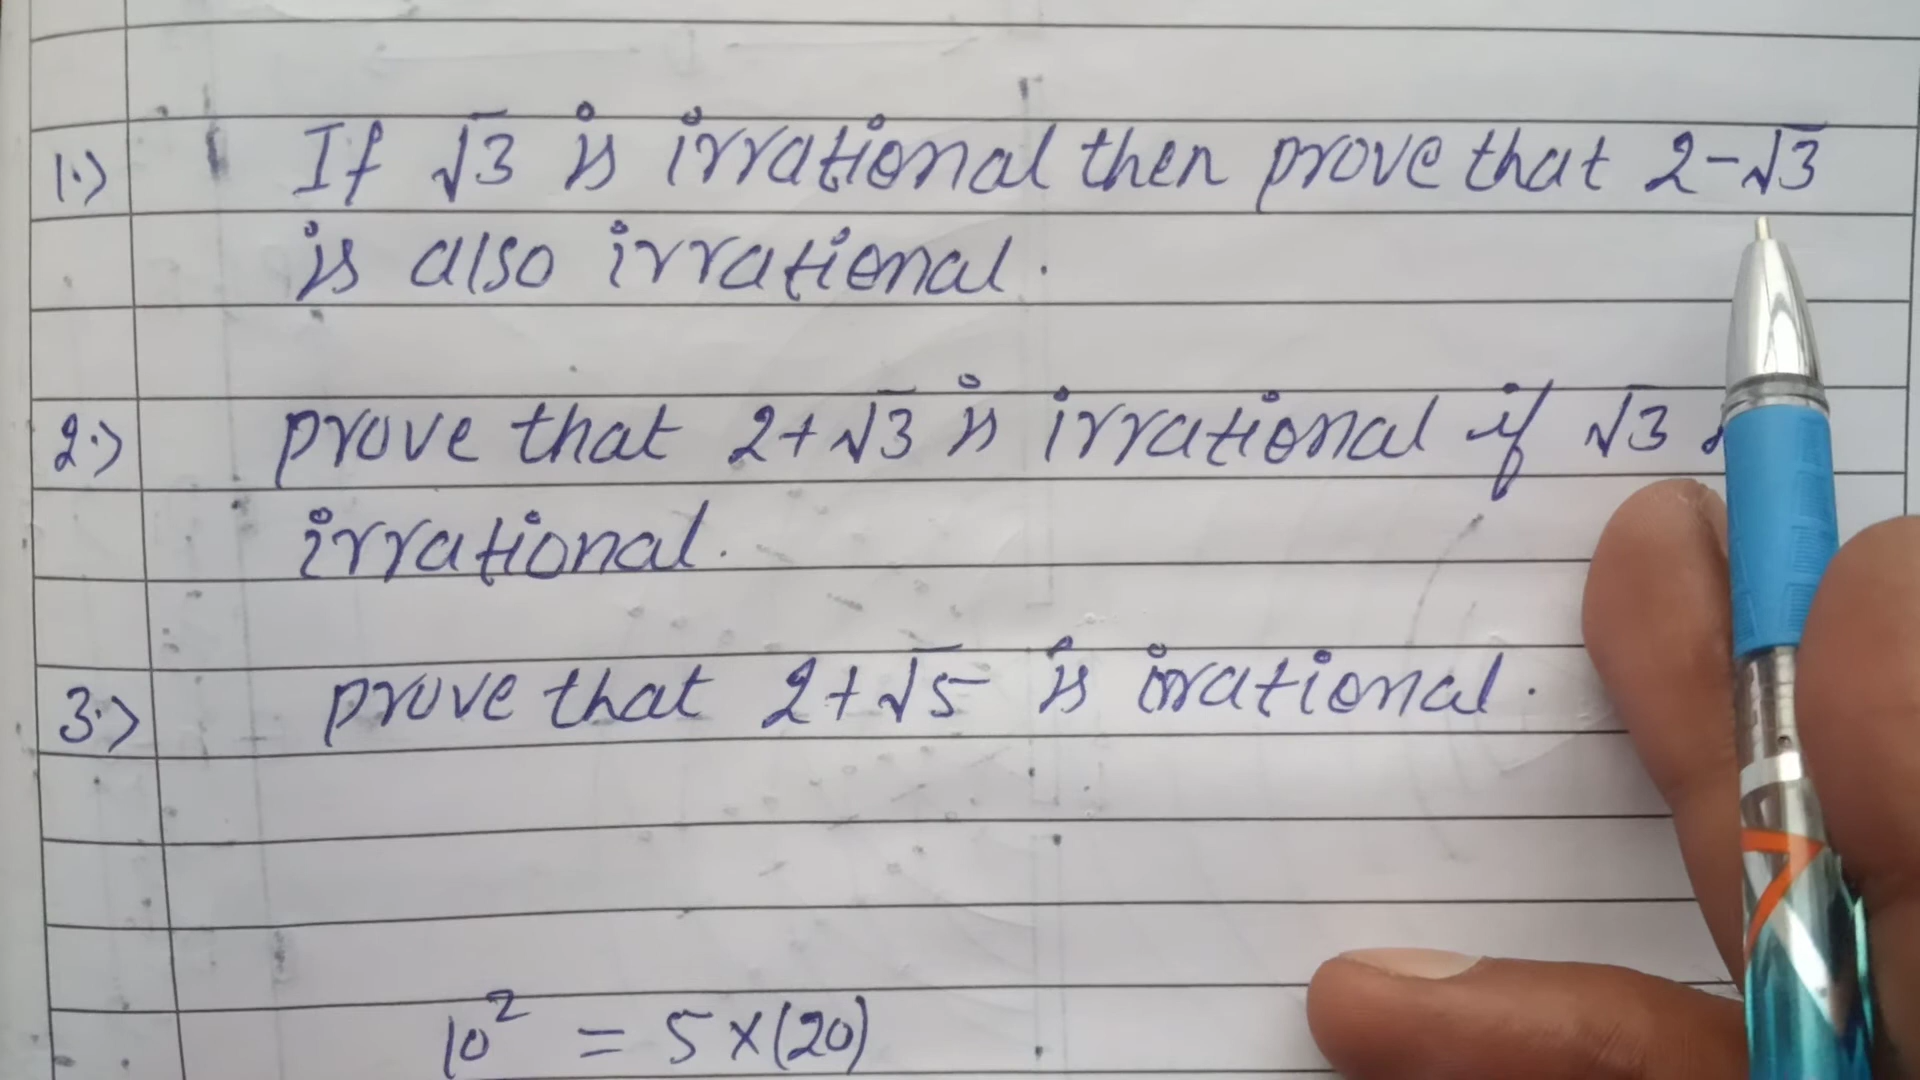 1.) If √3 is irrational then prove that 2-√3
is also irrational.
2.) prove that 2+√3 is irrational if √3
irrational.
3.) prove that 2+√5 is irrational.
10² = 5×(20)